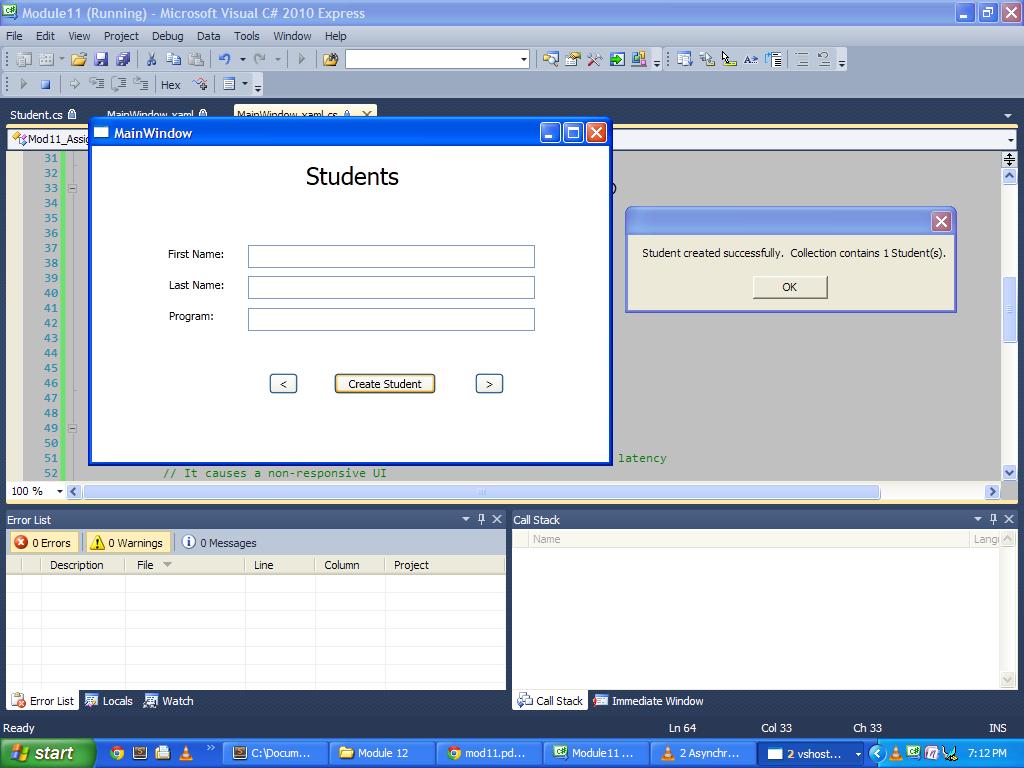 Module11 (Running) - Microsoft Visual C# 2010 Express
File Edit View Project Debug Data Tools Window Help
Hex
Student.cs MainWindow.xaml MainWindow.xaml.cs
Mod11_Assig
MainWindow
Students
First Name:
Last Name:
Program:
< Create Student >
Student created successfully. Collection contains 1 Student(s).
OK
31
32
33 )
34
35
36
37
38
39
40
41
42
43
44
45
46
47
48
49
50
51 latency
52 // It causes a non-responsive UI
100 %
Error List
0 Errors 0 Warnings 0 Messages
Description File Line Column Project
Error List Locals Watch
Call Stack
Name Langu
Call Stack Immediate Window
Ready Ln 64 Col 33 Ch 33 INS
start C:\Docum... Module 12 mod11.pd... Module11 ... 2 Asynchr... 2 vshost... 7:12 PM